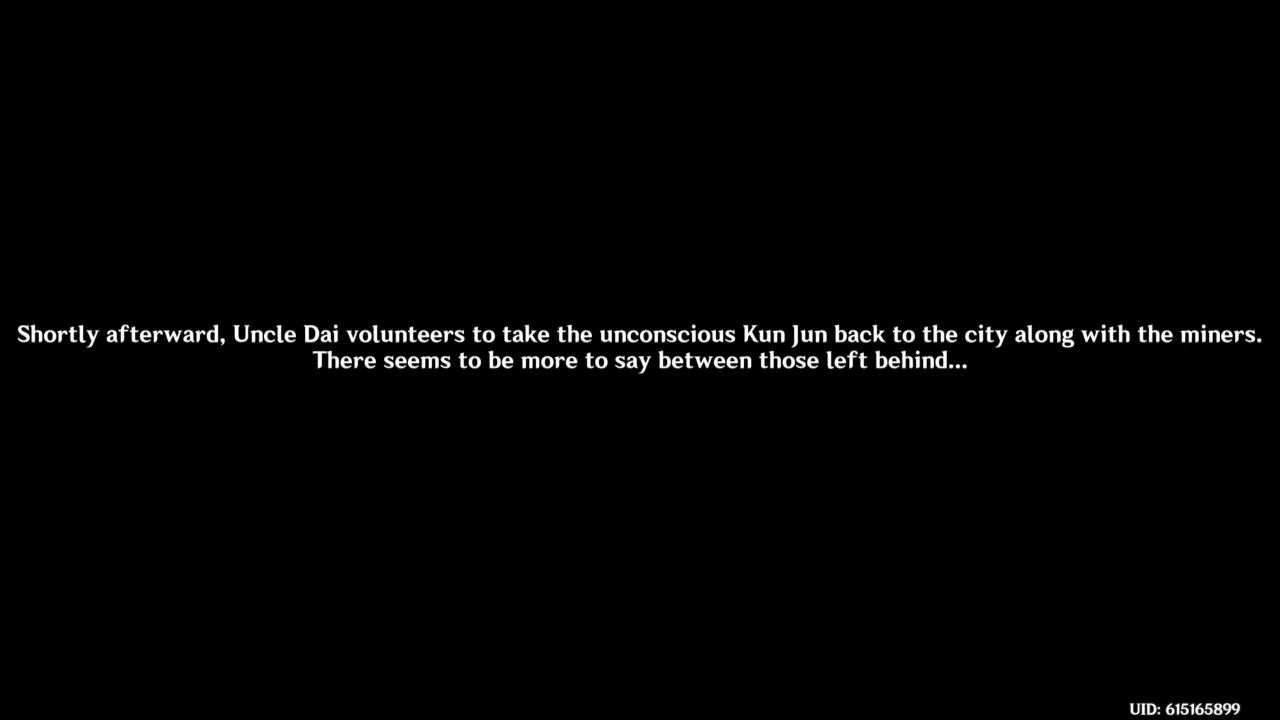 Shortly afterward, Uncle Dai volunteers to take the unconscious Kun Jun back to the city along with the miners.
There seems to be more to say between those left behind...
UID: 615165899